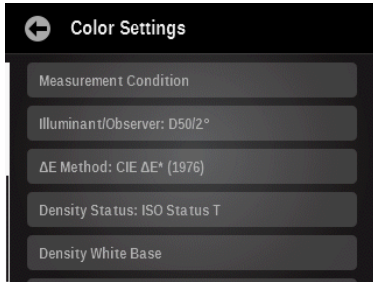 Color Settings
Measurement Condition
Illuminant/Observer: D50/2°
ΔE Method: CIE ΔE* (1976)
Density Status: ISO Status T
Density White Base